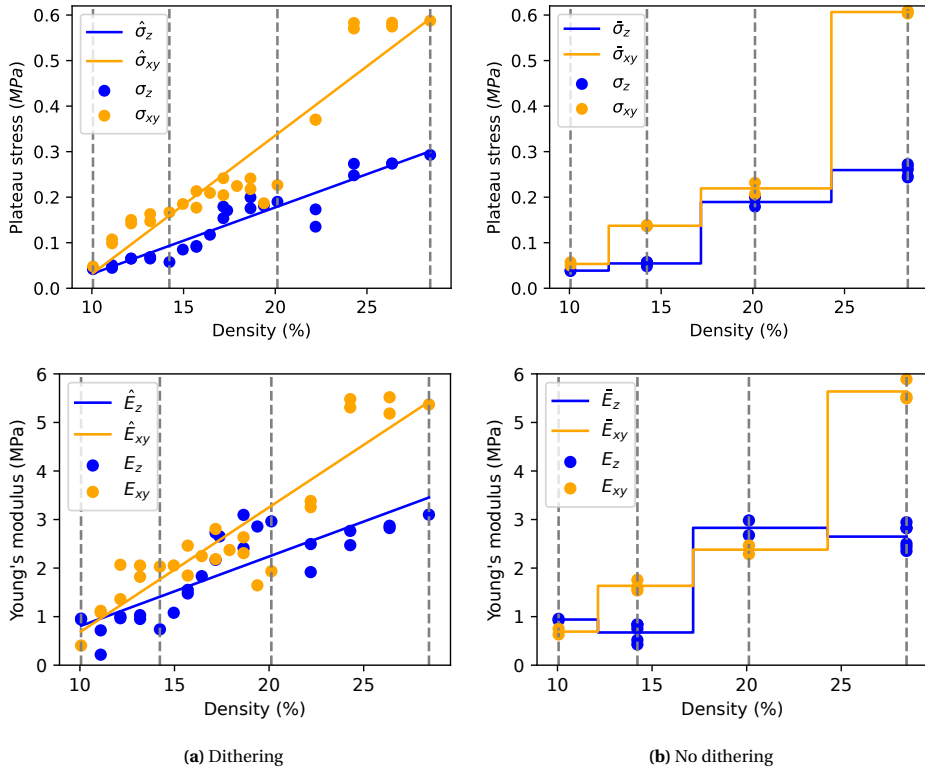 0.6
0.5
0.4
0.3
0.2
0.1
0.0
Plateau stress (MPa)
σ̂z
σ̂xy
σz
σxy
10 15 20 25
Density (%)
0.6
0.5
0.4
0.3
0.2
0.1
0.0
Plateau stress (MPa)
σ̄z
σ̄xy
σz
σxy
10 15 20 25
Density (%)
6
5
4
3
2
1
0
Young's modulus (MPa)
Êz
Êxy
Ez
Exy
10 15 20 25
Density (%)
6
5
4
3
2
1
0
Young's modulus (MPa)
Ēz
Ēxy
Ez
Exy
10 15 20 25
Density (%)
(a) Dithering
(b) No dithering